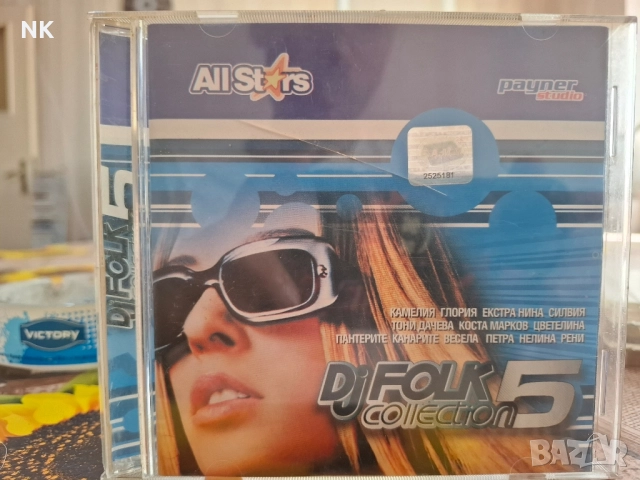 NK
All Stars
payner
studio
2525181
DJ FOLK 5
VICTORY
КАМЕЛИЯ ГЛОРИЯ ЕКСТРА НИНА СИЛВИЯ
ТОНИ ДАЧЕВА КОСТА МАРКОВ ЦВЕТЕЛИНА
ПАНТЕРИТЕ КАНАРИТЕ ВЕСЕЛА ПЕТРА НЕЛИНА РЕНИ
Dj FOLK
collection 5
BAZAR
bg